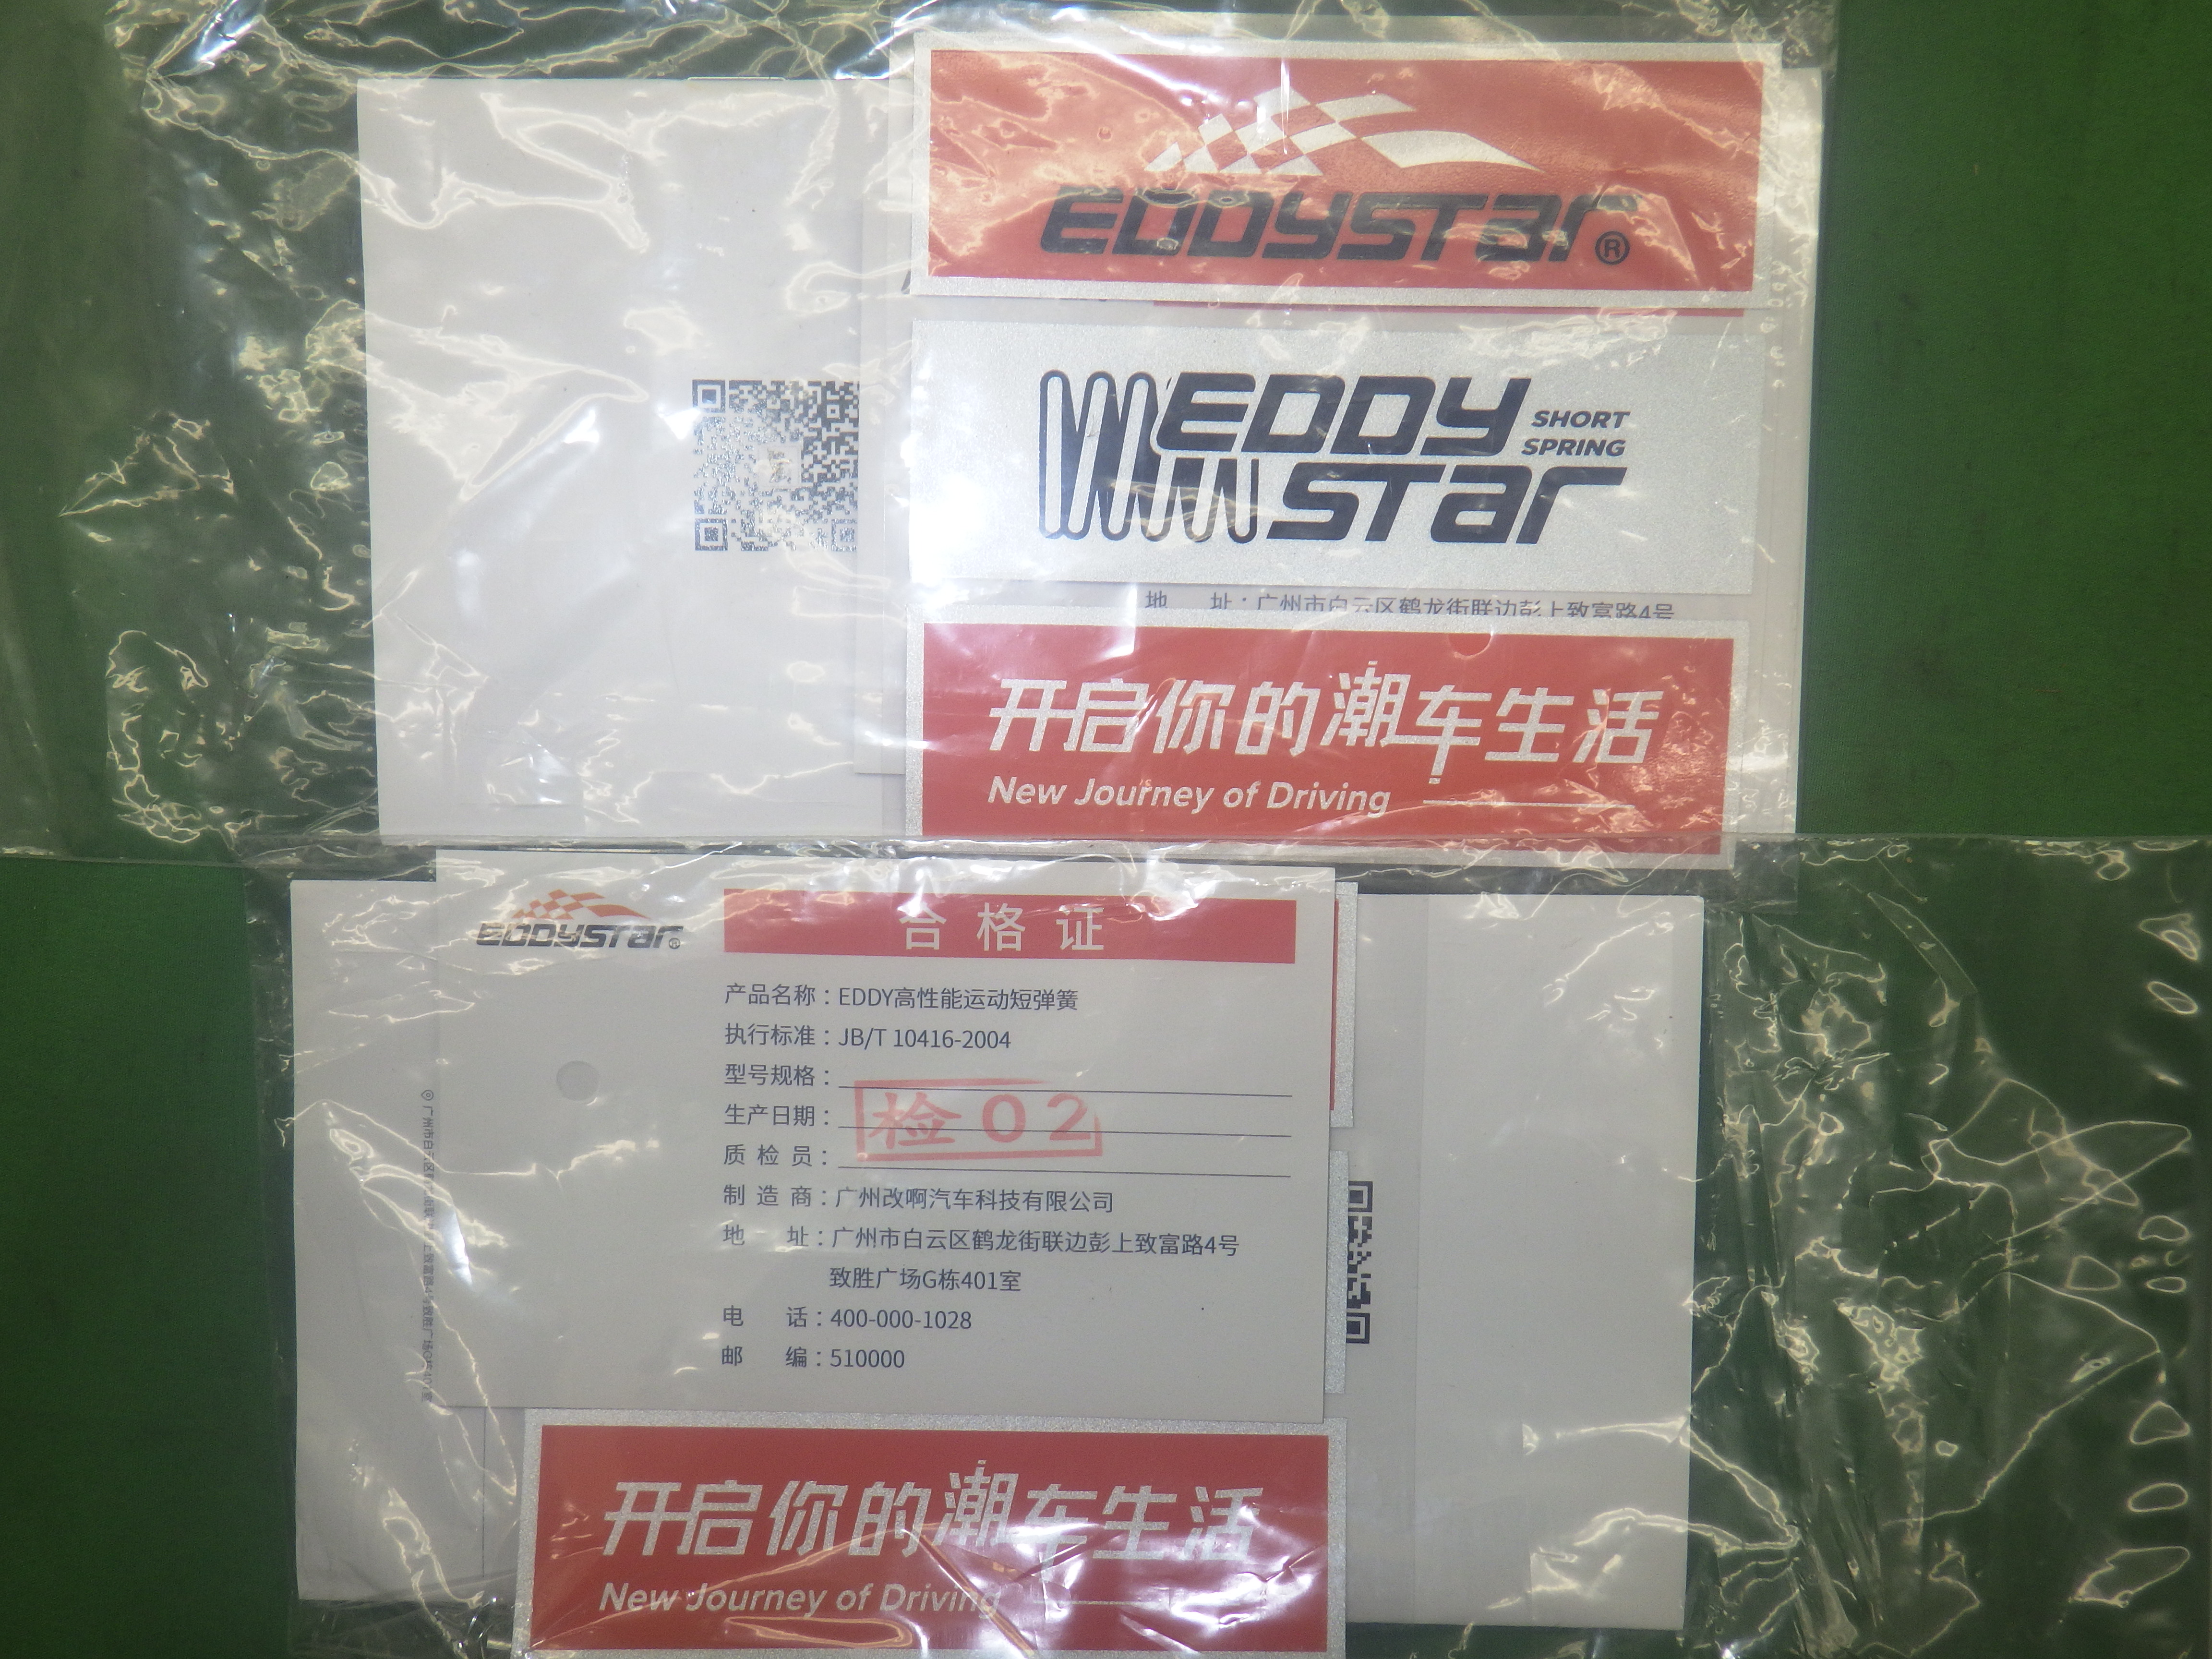 EDDYSTAR®
EDDY SHORT
SPRING
STAR
地 址：广州市白云区鹤龙街联边彭上致富路4号
开启你的潮车生活
New Journey of Driving
EDDYSTAR®
合格证
产品名称：EDDY高性能运动短弹簧
执行标准：JB/T 10416-2004
型号规格：
生产日期：
检02
质检员：
制造商：广州改啊汽车科技有限公司
地 址：广州市白云区鹤龙街联边彭上致富路4号
致胜广场G栋401室
电 话：400-000-1028
邮 编：510000
开启你的潮车生活
New Journey of Driving